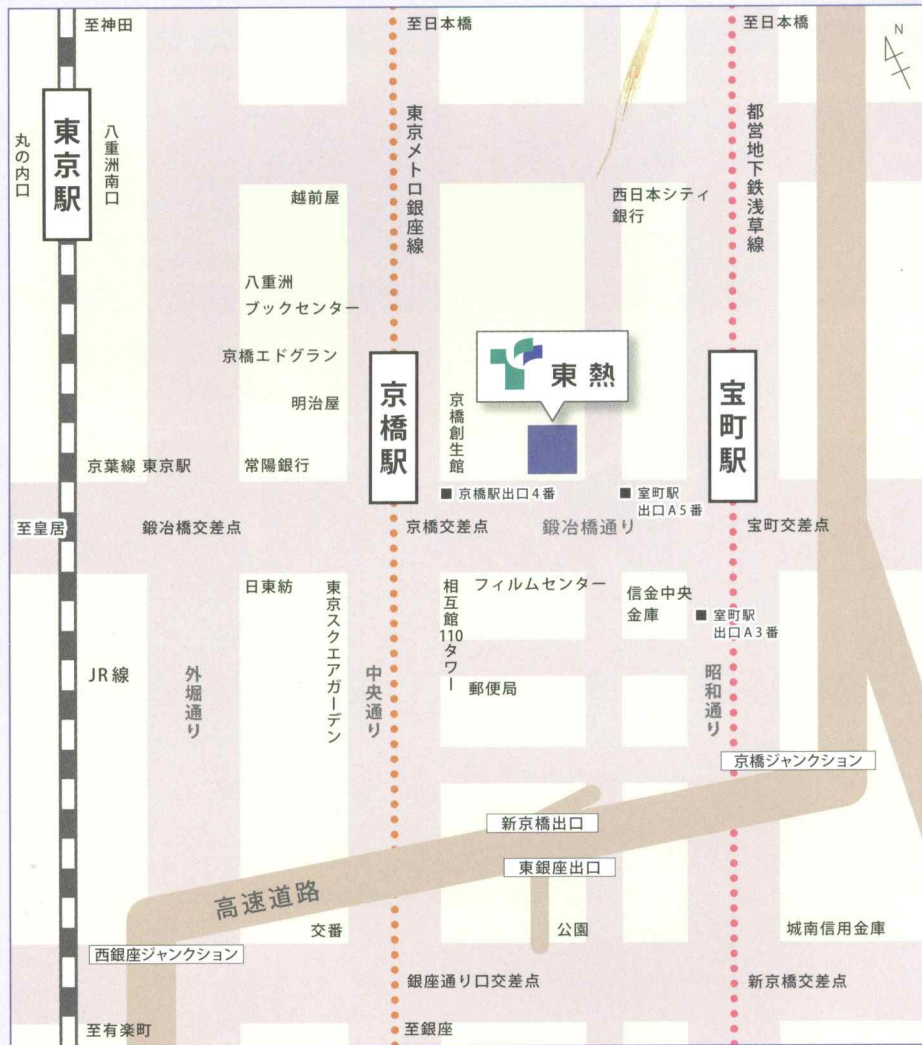 至神田
至日本橋
至日本橋
N
東京駅
丸の内口
八重洲南口
東京メトロ銀座線
都営地下鉄浅草線
越前屋
西日本シティ
銀行
八重洲
ブックセンター
京橋エドグラン
明治屋
東熱
京橋駅
京橋創生館
宝町駅
京葉線 東京駅
常陽銀行
京橋駅出口4番
室町駅
出口A5番
至皇居
鍛冶橋交差点
京橋交差点
鍛冶橋通り
宝町交差点
日東紡
東京スクエアガーデン
相互館110タワー
フィルムセンター
信金中央
金庫
室町駅
出口A3番
JR線
外堀通り
中央通り
郵便局
昭和通り
京橋ジャンクション
新京橋出口
東銀座出口
高速道路
交番
公園
城南信用金庫
西銀座ジャンクション
銀座通り口交差点
新京橋交差点
至有楽町
至銀座